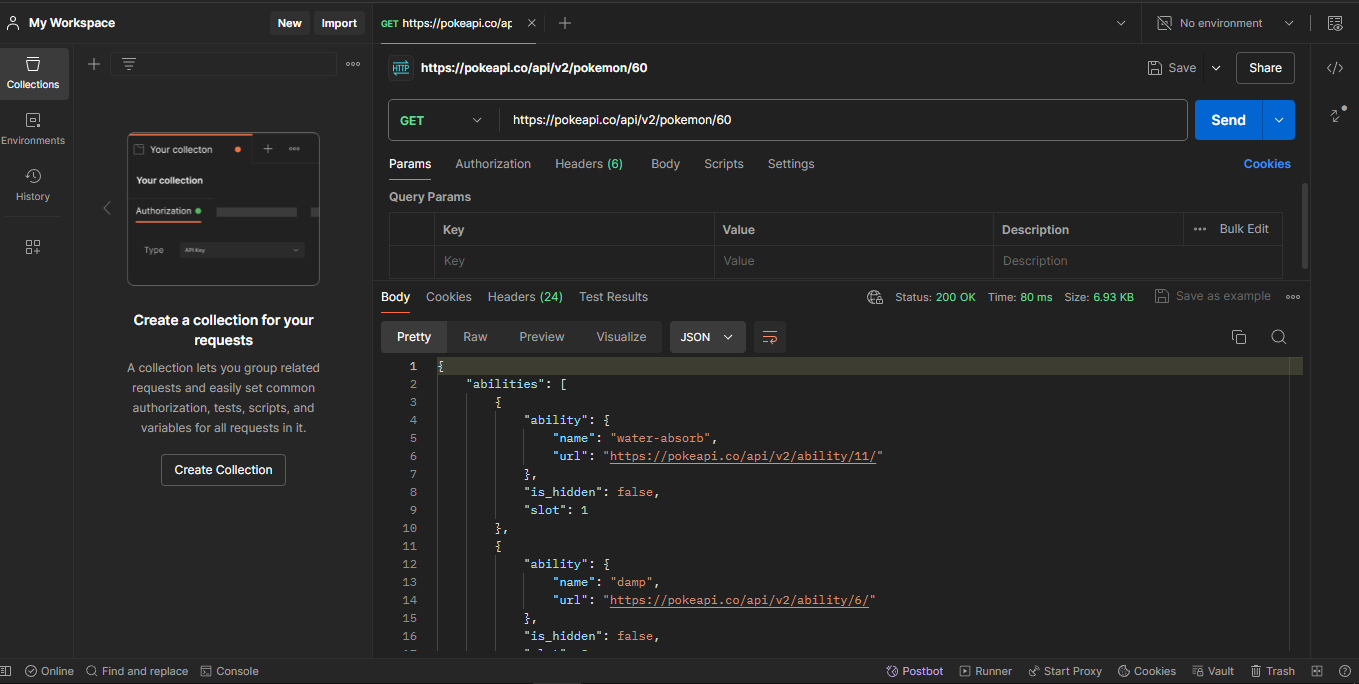 My Workspace
New
Import
GET https://pokeapi.co/ap
No environment
Collections
Environments
History
Your collecton
Your collection
Authorization
Type
API Key
Create a collection for your
requests
A collection lets you group related
requests and easily set common
authorization, tests, scripts, and
variables for all requests in it.
Create Collection
HTTP https://pokeapi.co/api/v2/pokemon/60
Save
Share
GET
https://pokeapi.co/api/v2/pokemon/60
Send
Params Authorization Headers (6) Body Scripts Settings
Cookies
Query Params
Key Value Description
Bulk Edit
Key Value Description
Body Cookies Headers (24) Test Results
Status: 200 OK Time: 80 ms Size: 6.93 KB
Save as example
Pretty Raw Preview Visualize JSON
1 {
2 "abilities": [
3 {
4 "ability": {
5 "name": "water-absorb",
6 "url": "https://pokeapi.co/api/v2/ability/11/"
7 },
8 "is_hidden": false,
9 "slot": 1
10 },
11 {
12 "ability": {
13 "name": "damp",
14 "url": "https://pokeapi.co/api/v2/ability/6/"
15 },
16 "is_hidden": false,
Online
Find and replace
Console
Postbot
Runner
Start Proxy
Cookies
Vault
Trash